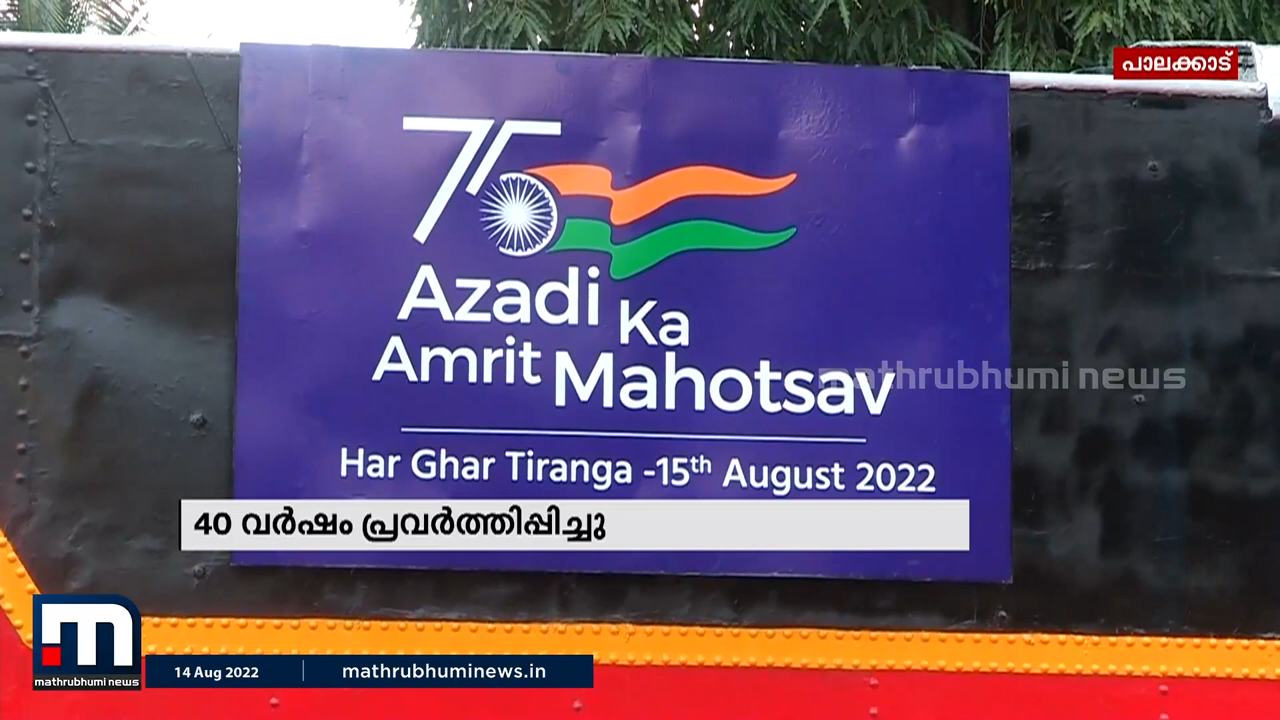 പാലക്കാട്
75
Azadi Ka
Amrit Mahotsav
mathrubhumi news
Har Ghar Tiranga -15th August 2022
40 വർഷം പ്രവർത്തിപ്പിച്ചു
mathrubhumi news
14 Aug 2022
mathrubhuminews.in